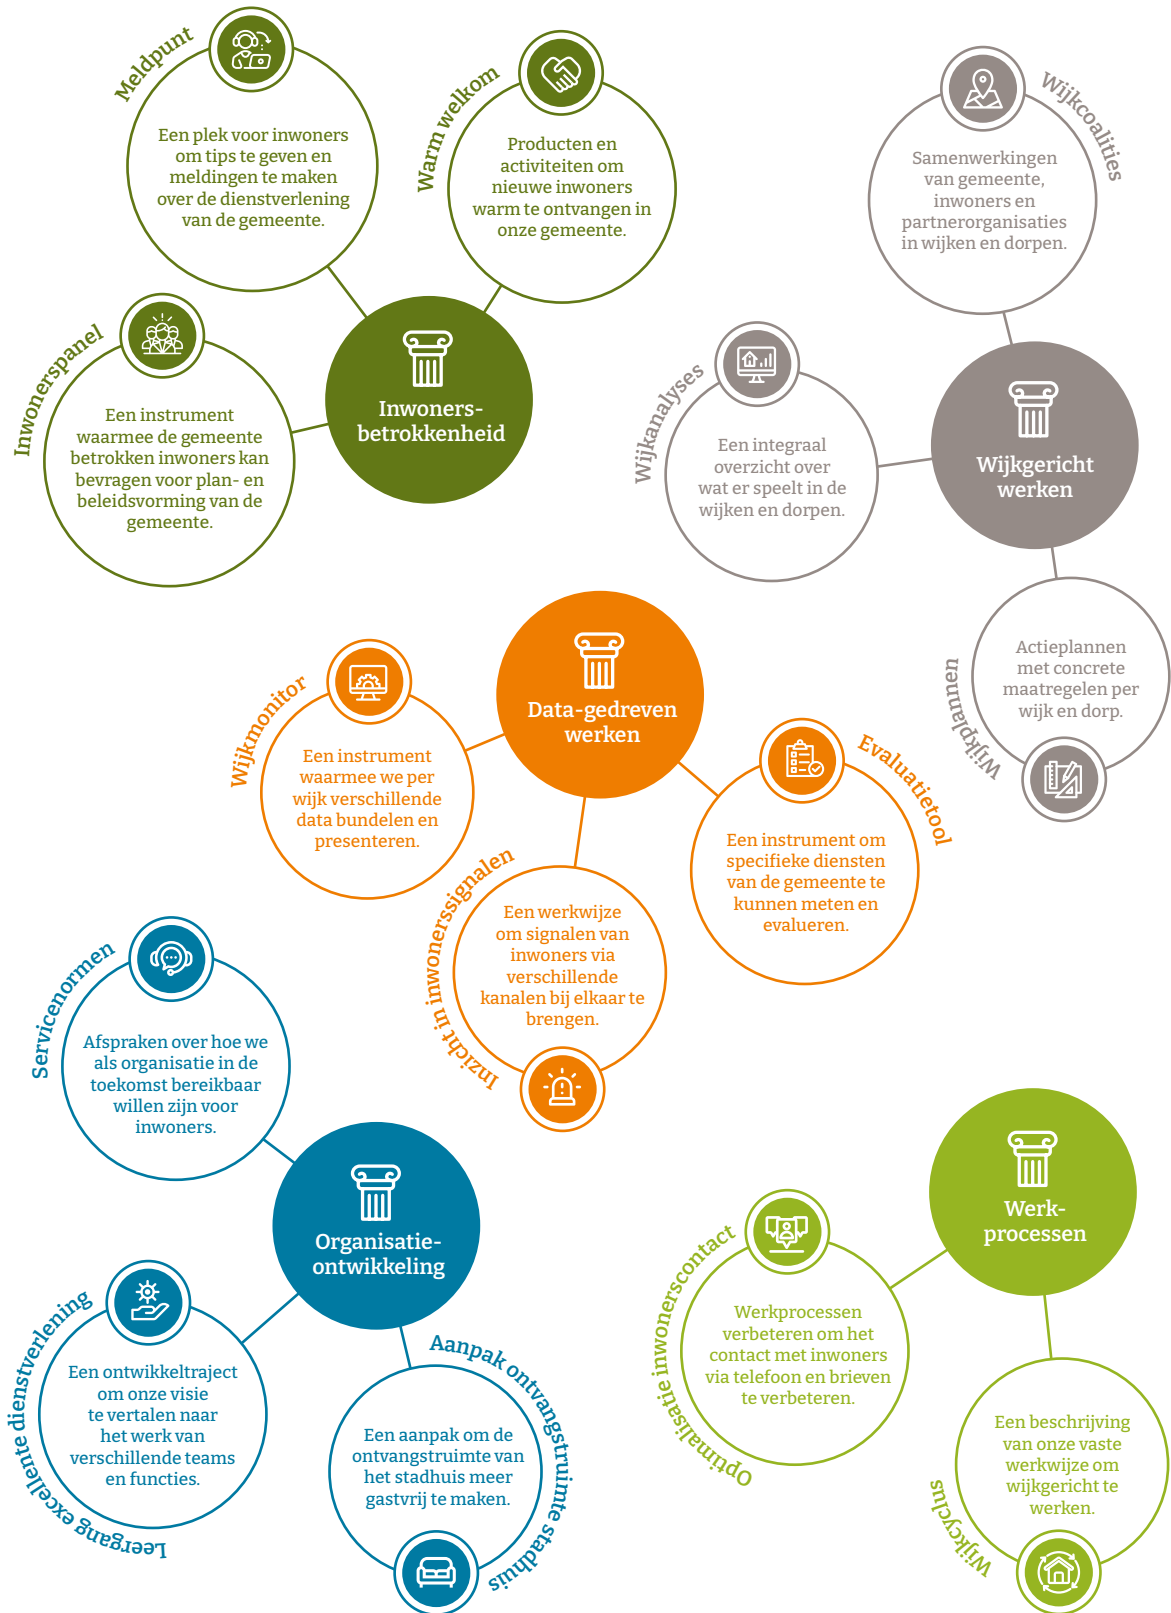 Meldpunt
Een plek voor inwoners
om tips te geven en
meldingen te maken
over de dienstverlening
van de gemeente.
Warm welkom
Producten en
activiteiten om
nieuwe inwoners
warm te ontvangen in
onze gemeente.
Inwonerspanel
Een instrument
waarmee de gemeente
betrokken inwoners kan
bevragen voor plan- en
beleidsvorming van de
gemeente.
Inwoners-
betrokkenheid
Wijkcoalities
Samenwerkingen
van gemeente,
inwoners en
partnerorganisaties
in wijken en dorpen.
Wijkanalyses
Een integraal
overzicht over
wat er speelt in de
wijken en dorpen.
Wijkgericht
werken
Wijkplannen
Actieplannen
met concrete
maatregelen per
wijk en dorp.
Data-gedreven
werken
Wijkmonitor
Een instrument
waarmee we per
wijk verschillende
data bundelen en
presenteren.
Evaluatietool
Een instrument om
specifieke diensten
van de gemeente te
kunnen meten en
evalueren.
Inzicht in inwonerssignalen
Een werkwijze
om signalen van
inwoners via
verschillende
kanalen bij elkaar te
brengen.
Servicenormen
Afspraken over hoe we
als organisatie in de
toekomst bereikbaar
willen zijn voor
inwoners.
Organisatie-
ontwikkeling
Leergang excellente dienstverlening
Een ontwikkeltraject
om onze visie
te vertalen naar
het werk van
verschillende teams
en functies.
Aanpak ontvangstruimte stadhuis
Een aanpak om de
ontvangstruimte van
het stadhuis meer
gastvrij te maken.
Werk-
processen
Optimalisatie inwonerscontact
Werkprocessen
verbeteren om het
contact met inwoners
via telefoon en brieven
te verbeteren.
Wijkcyclus
Een beschrijving
van onze vaste
werkwijze om
wijkgericht te
werken.